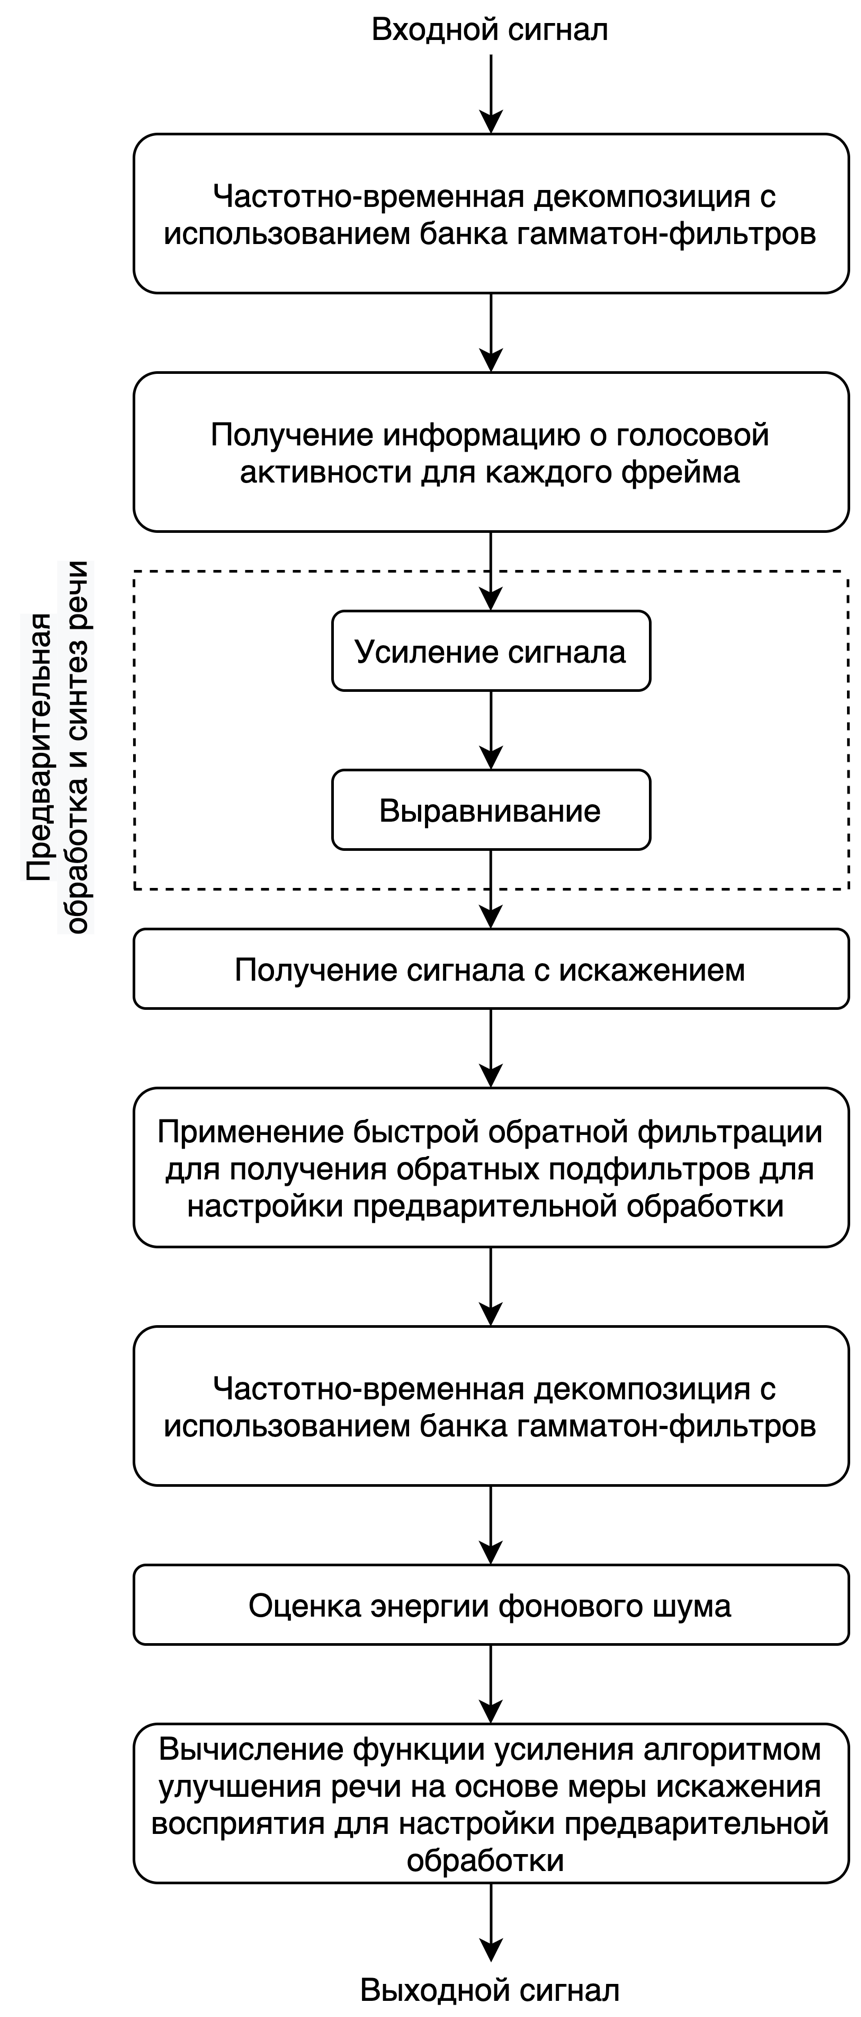 Входной сигнал
Частотно-временная декомпозиция с
использованием банка гамматон-фильтров
Получение информацию о голосовой
активности для каждого фрейма
Предварительная
обработка и синтез речи
Усиление сигнала
Выравнивание
Получение сигнала с искажением
Применение быстрой обратной фильтрации
для получения обратных подфильтров для
настройки предварительной обработки
Частотно-временная декомпозиция с
использованием банка гамматон-фильтров
Оценка энергии фонового шума
Вычисление функции усиления алгоритмом
улучшения речи на основе меры искажения
восприятия для настройки предварительной
обработки
Выходной сигнал